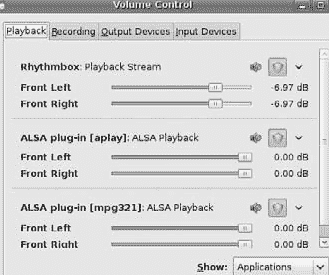 Volume Control
Playback Recording Output Devices Input Devices
Rhythmbox: Playback Stream
Front Left -6.97 dB
Front Right -6.97 dB
ALSA plug-in [aplay]: ALSA Playback
Front Left 0.00 dB
Front Right 0.00 dB
ALSA plug-in [mpg321]: ALSA Playback
Front Left 0.00 dB
Front Right 0.00 dB
Show: Applications